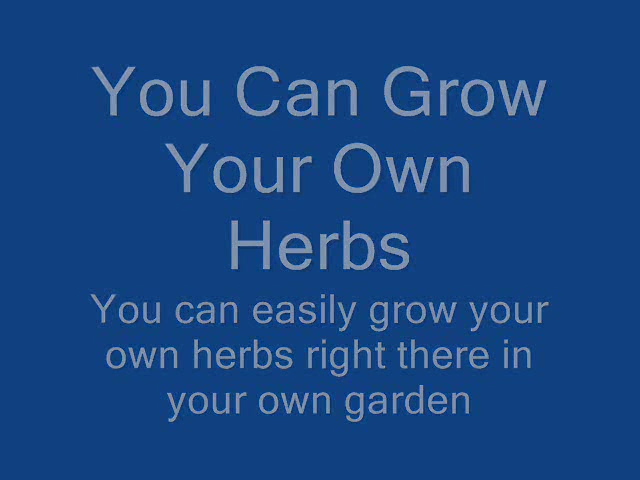 You Can Grow
Your Own
Herbs
You can easily grow your
own herbs right there in
your own garden